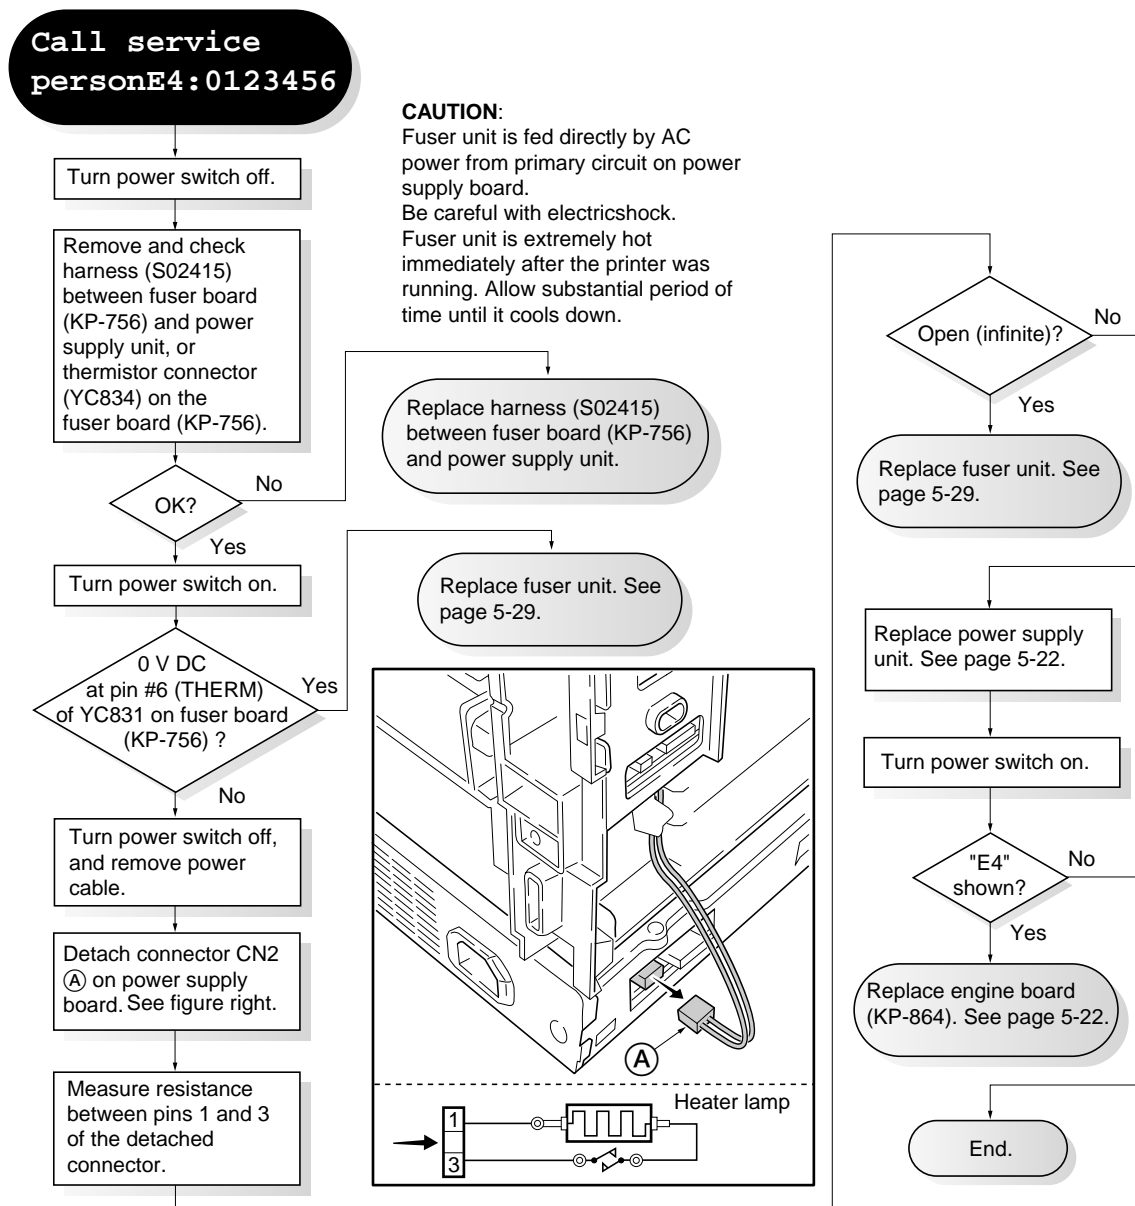 Call service
personE4:0123456
CAUTION:
Fuser unit is fed directly by AC
power from primary circuit on power
supply board.
Be careful with electricshock.
Fuser unit is extremely hot
immediately after the printer was
running. Allow substantial period of
time until it cools down.
Turn power switch off.
Remove and check
harness (S02415)
between fuser board
(KP-756) and power
supply unit, or
thermistor connector
(YC834) on the
fuser board (KP-756).
OK?
No
Replace harness (S02415)
between fuser board (KP-756)
and power supply unit.
Yes
Turn power switch on.
0 V DC
at pin #6 (THERM)
of YC831 on fuser board
(KP-756) ?
Yes
Replace fuser unit. See
page 5-29.
No
Turn power switch off,
and remove power
cable.
Detach connector CN2
Ⓐ on power supply
board. See figure right.
Measure resistance
between pins 1 and 3
of the detached
connector.
A
Heater lamp
1
3
Open (infinite)?
No
Yes
Replace fuser unit. See
page 5-29.
Replace power supply
unit. See page 5-22.
Turn power switch on.
"E4"
shown?
No
Yes
Replace engine board
(KP-864). See page 5-22.
End.